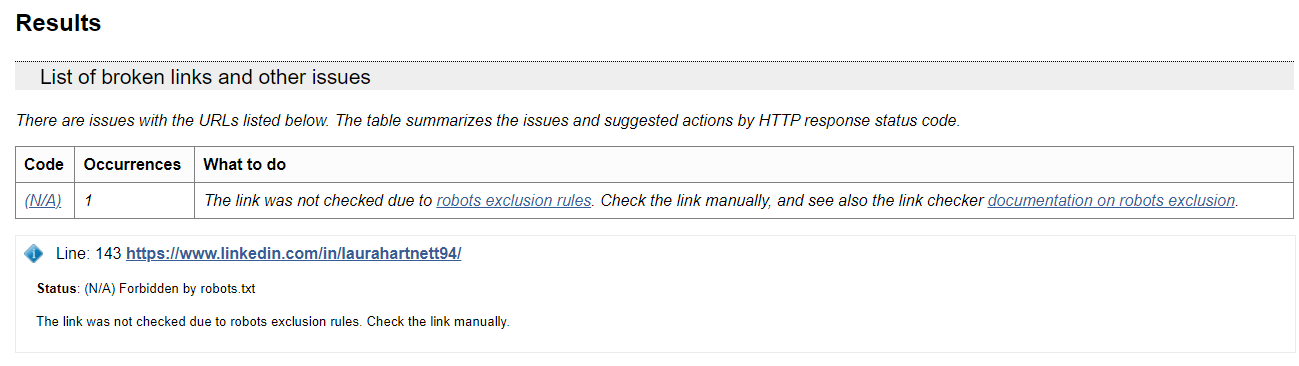 Results
List of broken links and other issues
There are issues with the URLs listed below. The table summarizes the issues and suggested actions by HTTP response status code.
Code Occurrences What to do
(N/A) 1 The link was not checked due to robots exclusion rules. Check the link manually, and see also the link checker documentation on robots exclusion.
Line: 143 https://www.linkedin.com/in/laurahartnett94/
Status: (N/A) Forbidden by robots.txt
The link was not checked due to robots exclusion rules. Check the link manually.